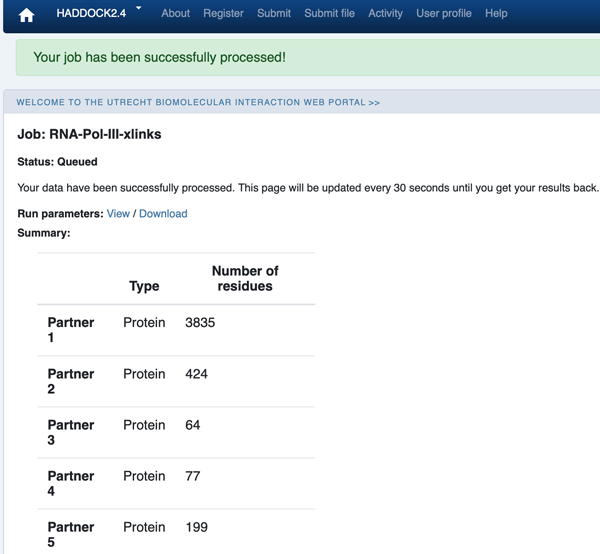 HADDOCK2.4 About Register Submit Submit file Activity User profile Help
Your job has been successfully processed!
WELCOME TO THE UTRECHT BIOMOLECULAR INTERACTION WEB PORTAL >>
Job: RNA-Pol-III-xlinks
Status: Queued
Your data have been successfully processed. This page will be updated every 30 seconds until you get your results back.
Run parameters: View / Download
Summary:
Number of
Type residues
Partner Protein 3835
1
Partner Protein 424
2
Partner Protein 64
3
Partner Protein 77
4
Partner Protein 199
5